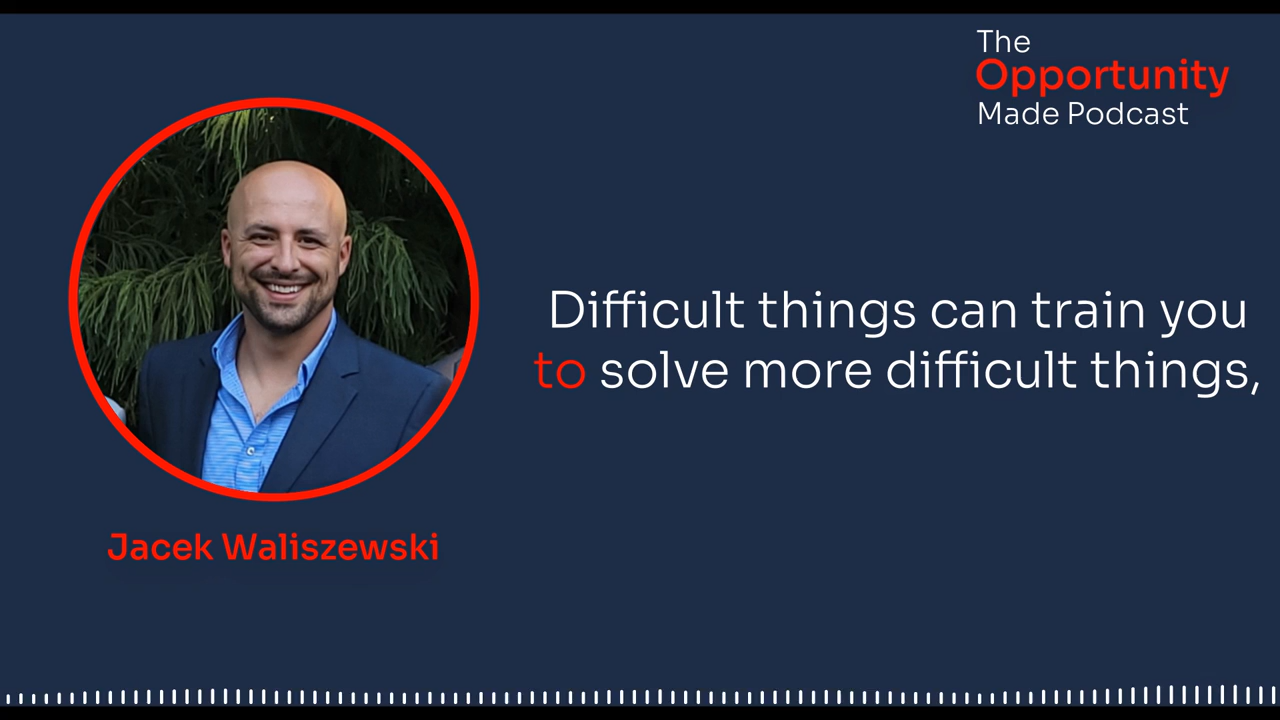 The
Opportunity
Made Podcast
Difficult things can train you
to solve more difficult things,
Jacek Waliszewski